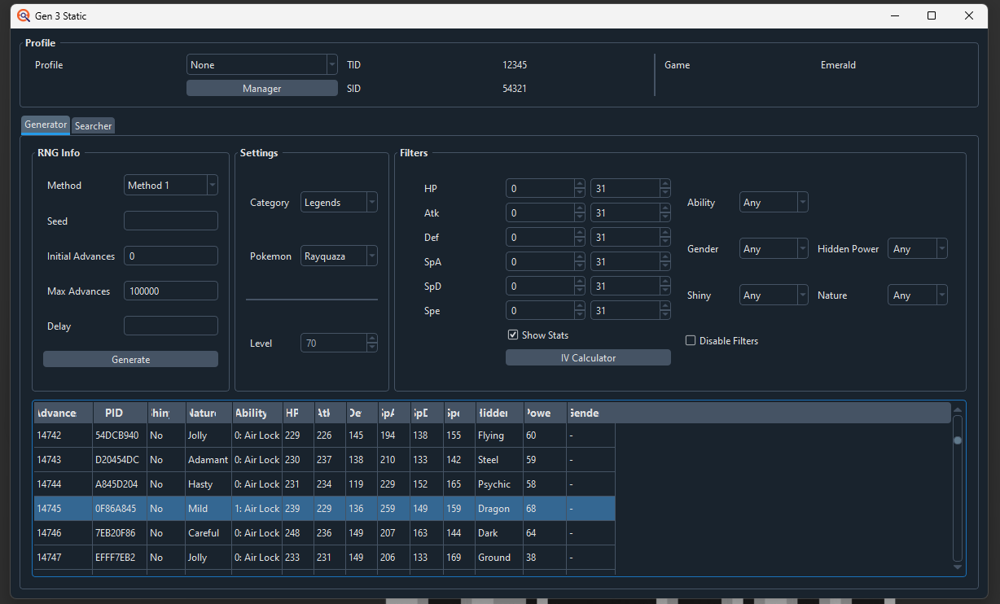 Gen 3 Static
Profile
Profile None TID 12345 Game Emerald
Manager SID 54321
Generator Searcher
RNG Info
Method Method 1
Seed
Initial Advances 0
Max Advances 100000
Delay
Generate
Settings
Category Legends
Pokemon Rayquaza
Level 70
Filters
HP 0 31
Atk 0 31
Def 0 31
SpA 0 31
SpD 0 31
Spe 0 31
Show Stats
IV Calculator
Ability Any
Gender Any Hidden Power Any
Shiny Any Nature Any
Disable Filters
Advance PID Shiny Nature Ability HP Atk De SpA SpD Spe Hidden Powe Gende
14742 54DCB940 No Jolly 0: Air Lock 229 226 145 194 138 155 Flying 60 -
14743 D20454DC No Adamant 0: Air Lock 230 237 138 210 133 142 Steel 59 -
14744 A845D204 No Hasty 0: Air Lock 231 234 119 229 152 165 Psychic 58 -
14745 0F86A845 No Mild 1: Air Lock 239 229 136 259 149 159 Dragon 68 -
14746 7EB20F86 No Careful 0: Air Lock 248 236 149 207 163 144 Dark 64 -
14747 EFFF7EB2 No Jolly 0: Air Lock 233 231 149 206 133 169 Ground 38 -